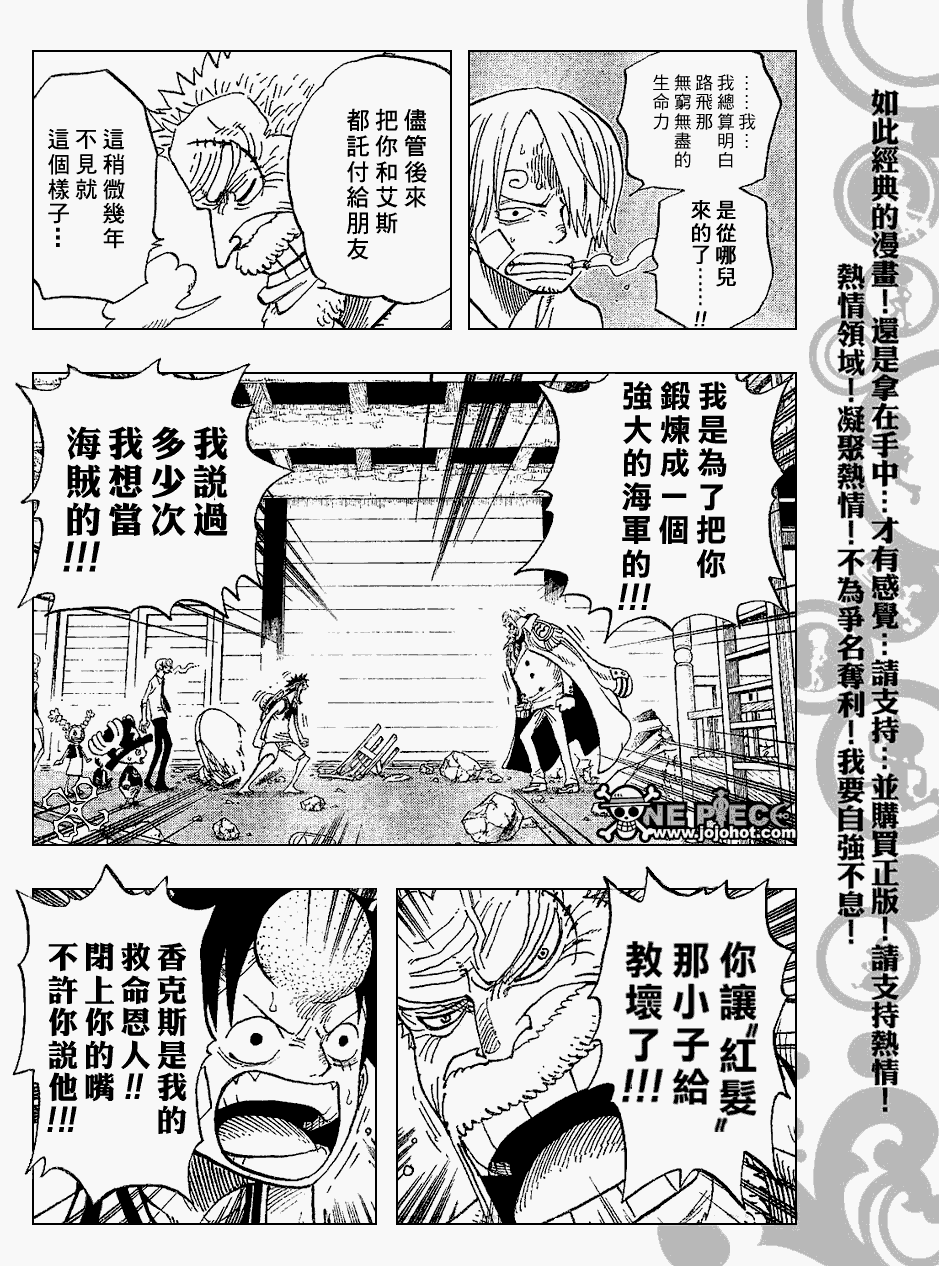 ……我…
我總算明白
路飛那
無窮無盡的
生命力
是從哪兒
來的了……!!
儘管後來
把你和艾斯
都託付給朋友
這稍微幾年
不見就
這個樣子…
我是為了把你
鍛煉成一個
強大的海軍的!!!
我說過
多少次
我想當
海賊的!!!
ONE PIECE
www.jojohot.com
你讓〝紅髮〞
那小子給
教壞了!!!
香克斯是我的
救命恩人!!
閉上你的嘴
不許你説他!!!
如此經典的漫畫！還是拿在手中…才有感覺…請支持…並購買正版！請支持熱情！
熱情領域！凝聚熱情！不為爭名奪利！我要自強不息！